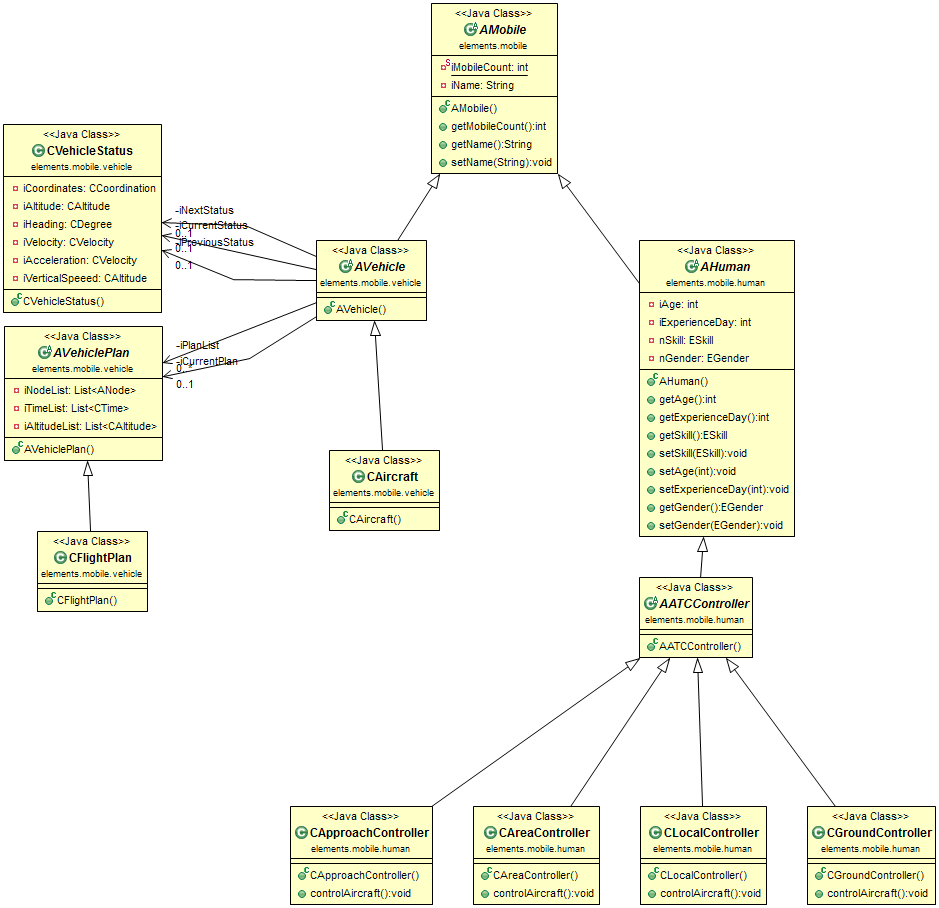 <<Java Class>>
AMobile
elements.mobile
iMobileCount: int
iName: String
AMobile()
getMobileCount():int
getName():String
setName(String):void
<<Java Class>>
CVehicleStatus
elements.mobile.vehicle
iCoordinates: CCoordination
iAltitude: CAltitude
iHeading: CDegree
iVelocity: CVelocity
iAcceleration: CVelocity
iVerticalSpeeed: CAltitude
CVehicleStatus()
-iNextStatus
-iCurrentStatus
0..1
-iPreviousStatus
0..1
0..1
<<Java Class>>
AVehicle
elements.mobile.vehicle
AVehicle()
<<Java Class>>
AHuman
elements.mobile.human
iAge: int
iExperienceDay: int
nSkill: ESkill
nGender: EGender
AHuman()
getAge():int
getExperienceDay():int
getSkill():ESkill
setSkill(ESkill):void
setAge(int):void
setExperienceDay(int):void
getGender():EGender
setGender(EGender):void
<<Java Class>>
AVehiclePlan
elements.mobile.vehicle
iNodeList: List<ANode>
iTimeList: List<CTime>
iAltitudeList: List<CAltitude>
AVehiclePlan()
-iPlanList
-iCurrentPlan
0..*
0..1
<<Java Class>>
CAircraft
elements.mobile.vehicle
CAircraft()
<<Java Class>>
CFlightPlan
elements.mobile.vehicle
CFlightPlan()
<<Java Class>>
AATCController
elements.mobile.human
AATCController()
<<Java Class>>
CApproachController
elements.mobile.human
CApproachController()
controlAircraft():void
<<Java Class>>
CAreaController
elements.mobile.human
CAreaController()
controlAircraft():void
<<Java Class>>
CLocalController
elements.mobile.human
CLocalController()
controlAircraft():void
<<Java Class>>
CGroundController
elements.mobile.human
CGroundController()
controlAircraft():void